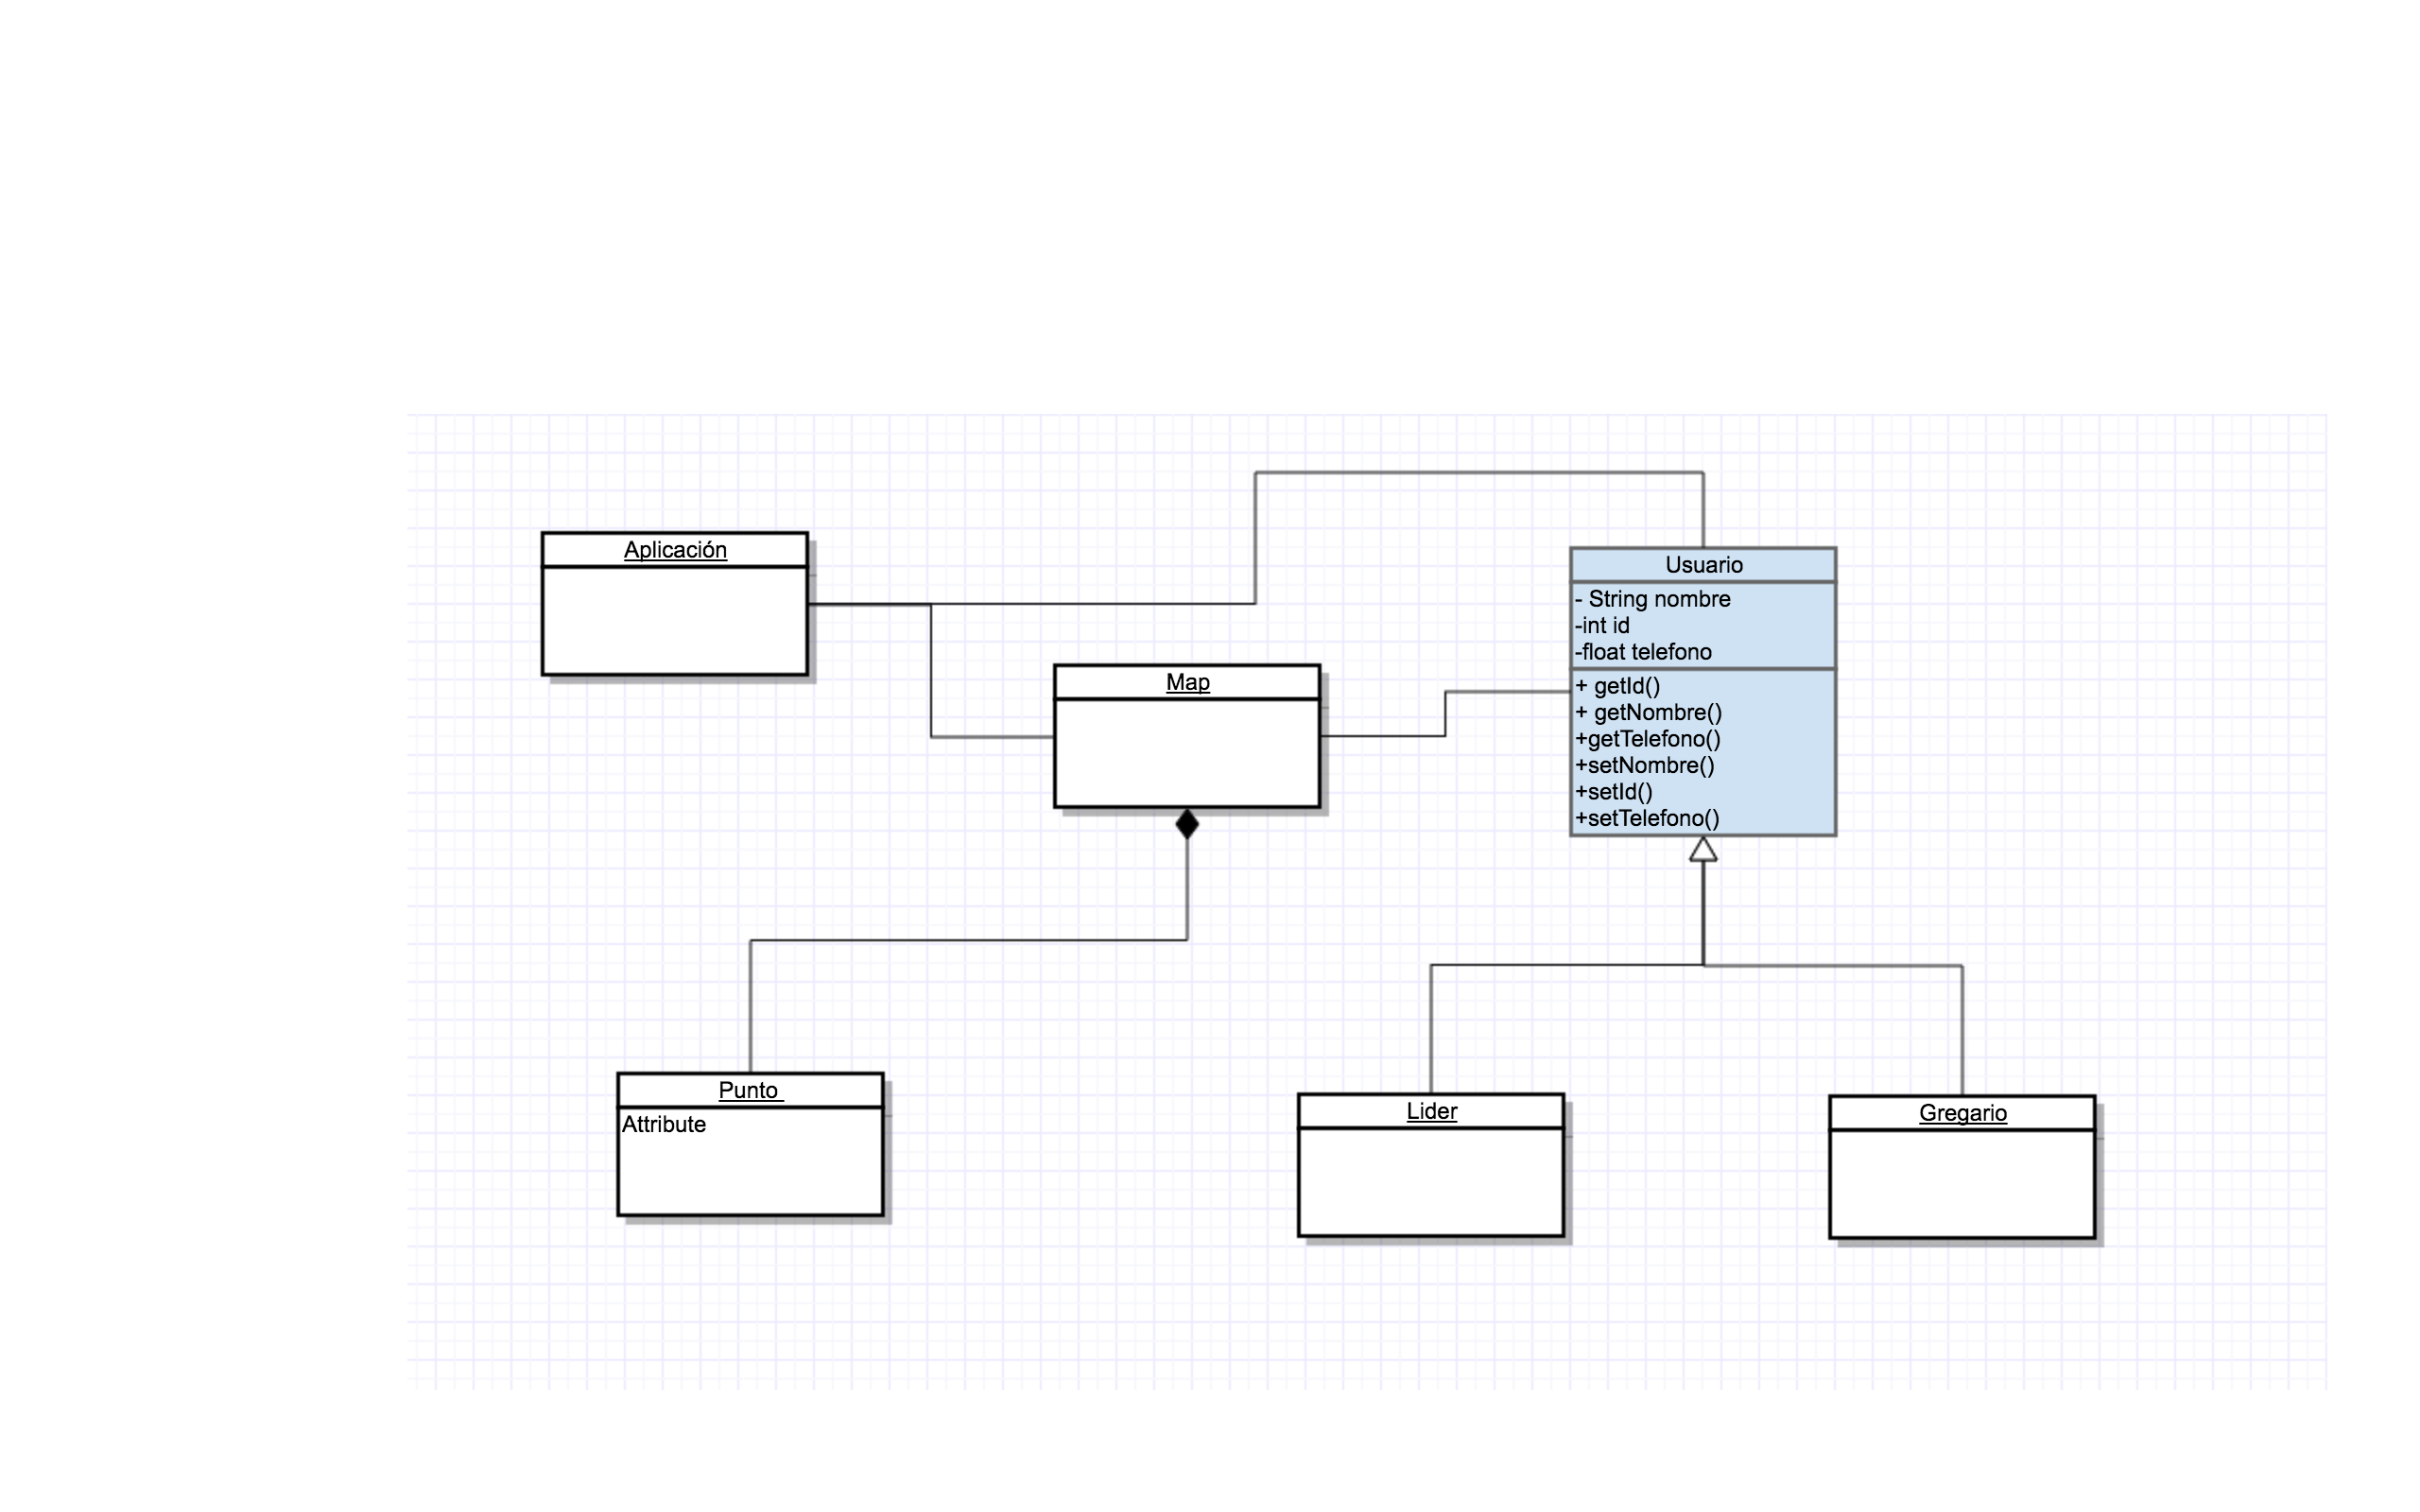 Aplicación
Usuario
- String nombre
-int id
-float telefono
+ getId()
+ getNombre()
+getTelefono()
+setNombre()
+setId()
+setTelefono()
Map
Punto
Attribute
Lider
Gregario